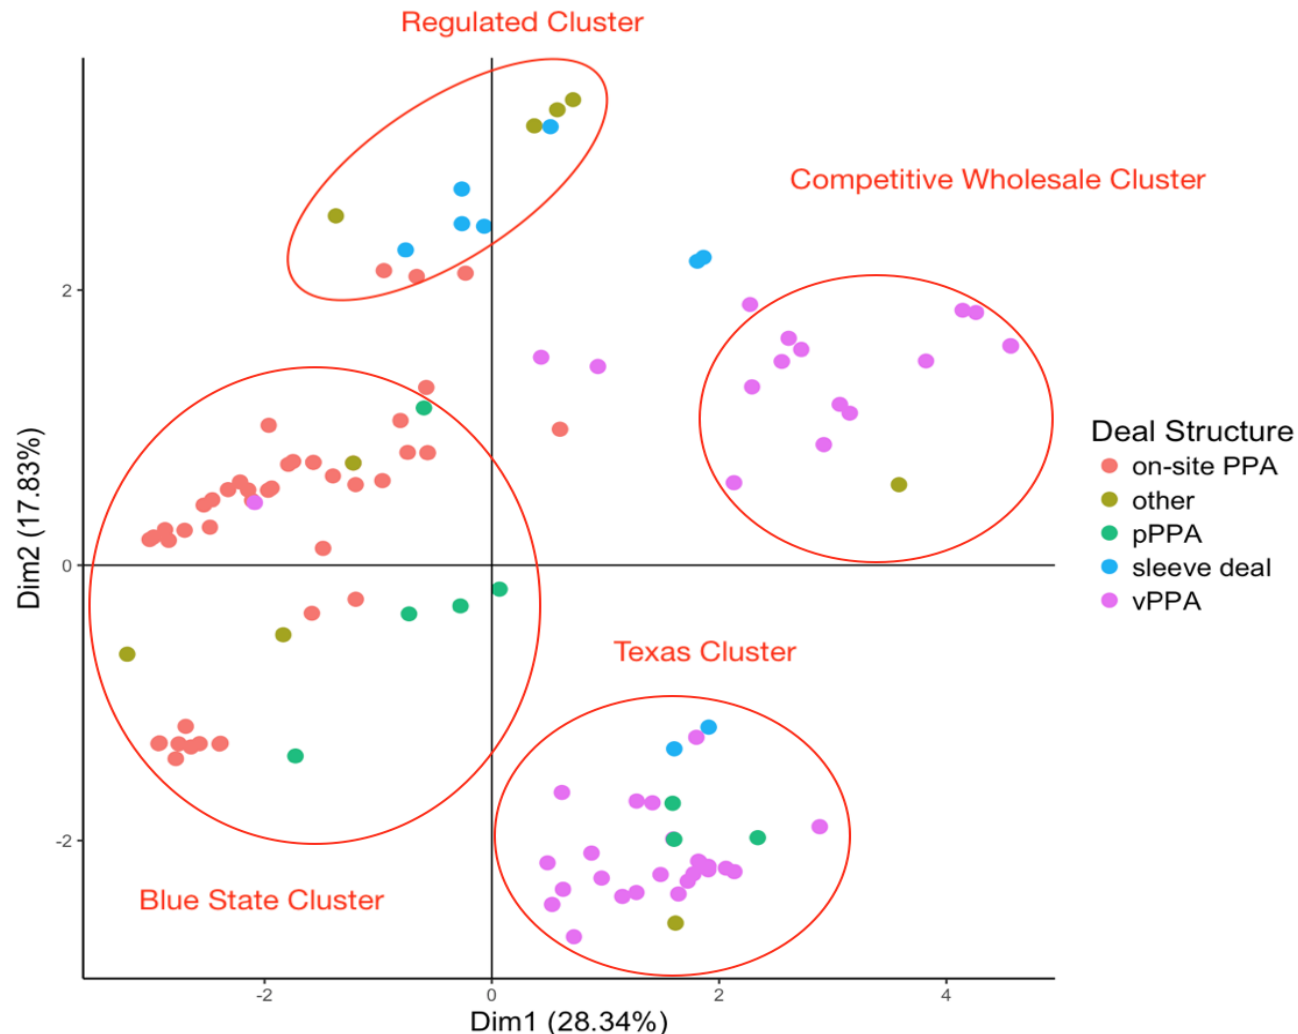 Regulated Cluster
Competitive Wholesale Cluster
2
0
-2
Dim2 (17.83%)
Texas Cluster
Blue State Cluster
-2
0
2
4
Dim1 (28.34%)
Deal Structure
on-site PPA
other
pPPA
sleeve deal
vPPA